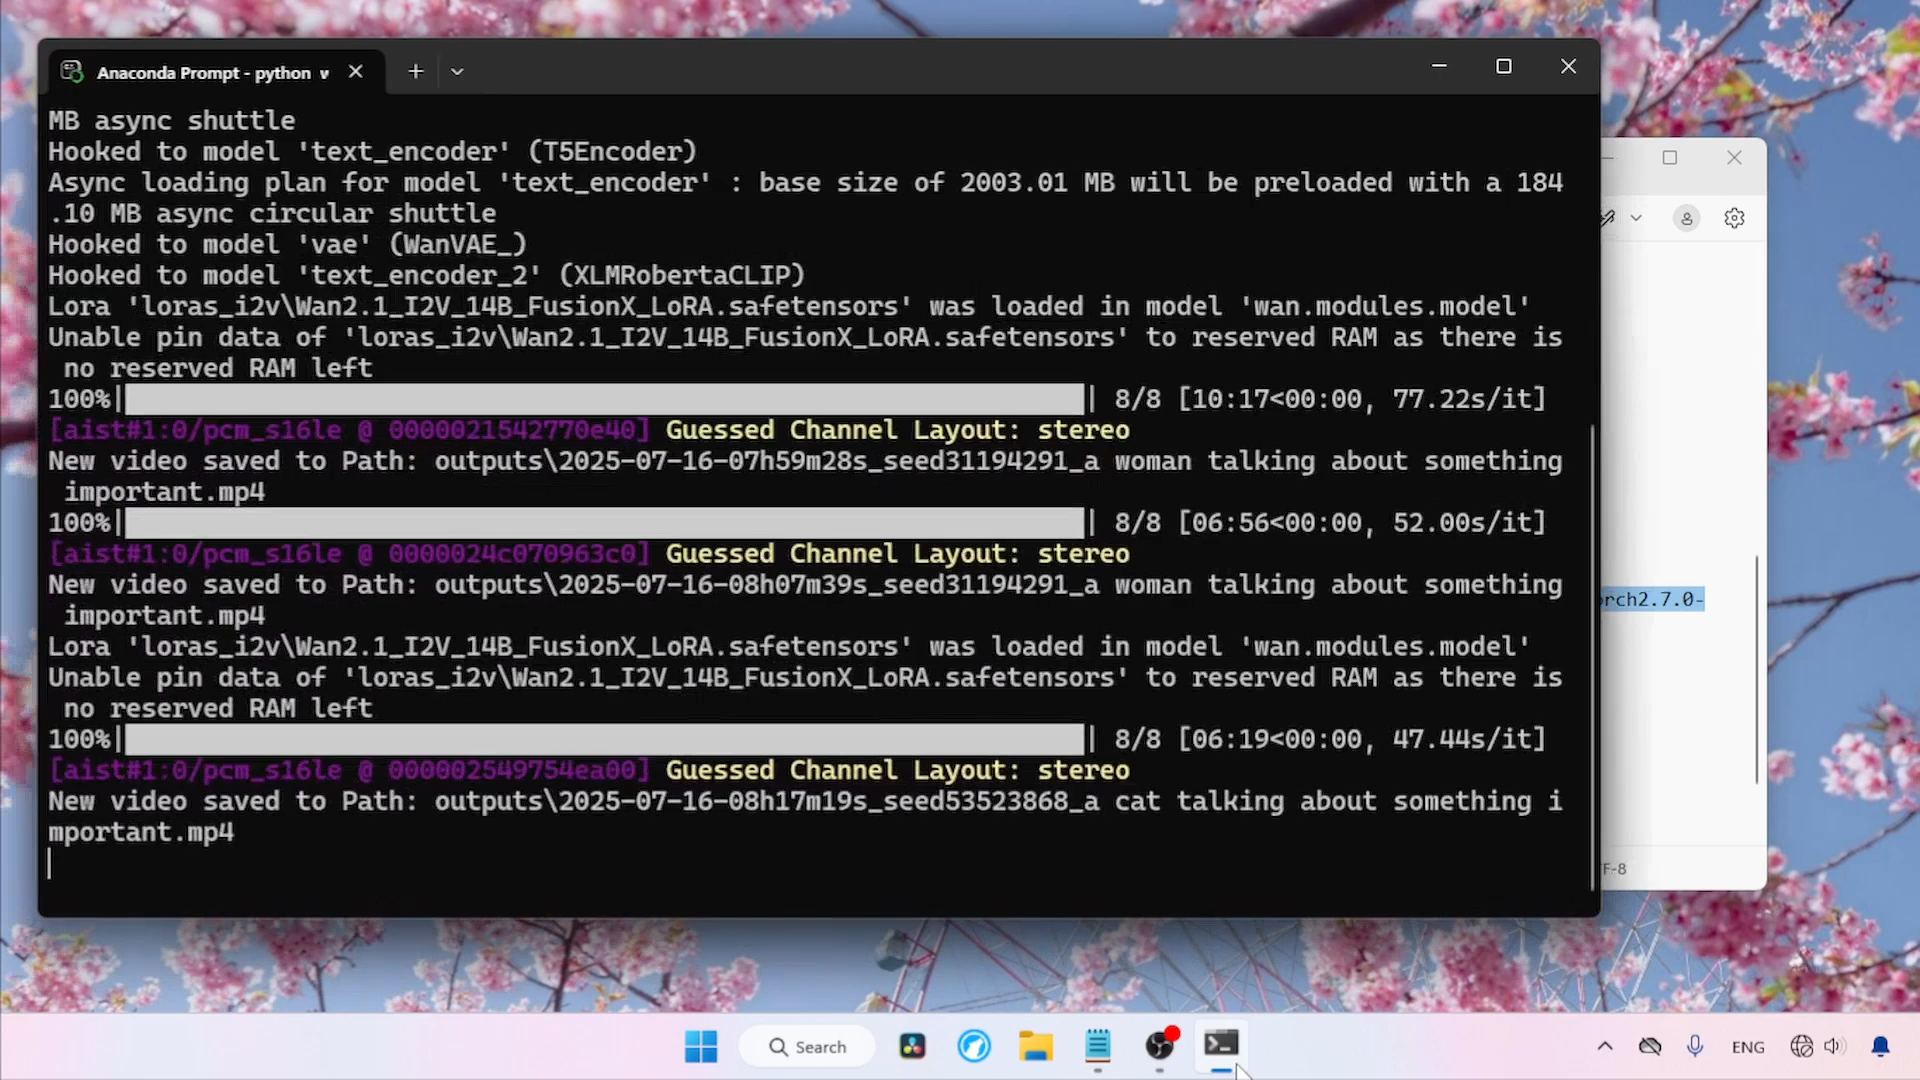 Anaconda Prompt - python w
MB async shuttle
Hooked to model 'text_encoder' (T5Encoder)
Async loading plan for model 'text_encoder' : base size of 2003.01 MB will be preloaded with a 184
.10 MB async circular shuttle
Hooked to model 'vae' (WanVAE_)
Hooked to model 'text_encoder_2' (XLMRobertaCLIP)
Lora 'loras_i2v\Wan2.1_I2V_14B_FusionX_LoRA.safetensors' was loaded in model 'wan.modules.model'
Unable pin data of 'loras_i2v\Wan2.1_I2V_14B_FusionX_LoRA.safetensors' to reserved RAM as there is
no reserved RAM left
100%| | 8/8 [10:17<00:00, 77.22s/it]
[aist#1:0/pcm_s16le @ 0000021542770e40] Guessed Channel Layout: stereo
New video saved to Path: outputs\2025-07-16-07h59m28s_seed31194291_a woman talking about something
important.mp4
100%| | 8/8 [06:56<00:00, 52.00s/it]
[aist#1:0/pcm_s16le @ 0000024c070963c0] Guessed Channel Layout: stereo
New video saved to Path: outputs\2025-07-16-08h07m39s_seed31194291_a woman talking about something
important.mp4
Lora 'loras_i2v\Wan2.1_I2V_14B_FusionX_LoRA.safetensors' was loaded in model 'wan.modules.model'
Unable pin data of 'loras_i2v\Wan2.1_I2V_14B_FusionX_LoRA.safetensors' to reserved RAM as there is
no reserved RAM left
100%| | 8/8 [06:19<00:00, 47.44s/it]
[aist#1:0/pcm_s16le @ 000002549754ea00] Guessed Channel Layout: stereo
New video saved to Path: outputs\2025-07-16-08h17m19s_seed53523868_a cat talking about something i
mportant.mp4
rch2.7.0-
F-8
Search
ENG